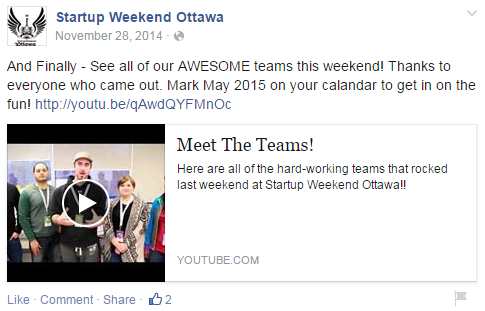 Startup Weekend Ottawa
November 28, 2014 ·
And Finally - See all of our AWESOME teams this weekend! Thanks to
everyone who came out. Mark May 2015 on your calandar to get in on the
fun! http://youtu.be/qAwdQYFMnOc
Meet The Teams!
Here are all of the hard-working teams that rocked
last weekend at Startup Weekend Ottawa!!
YOUTUBE.COM
Like · Comment · Share · 2